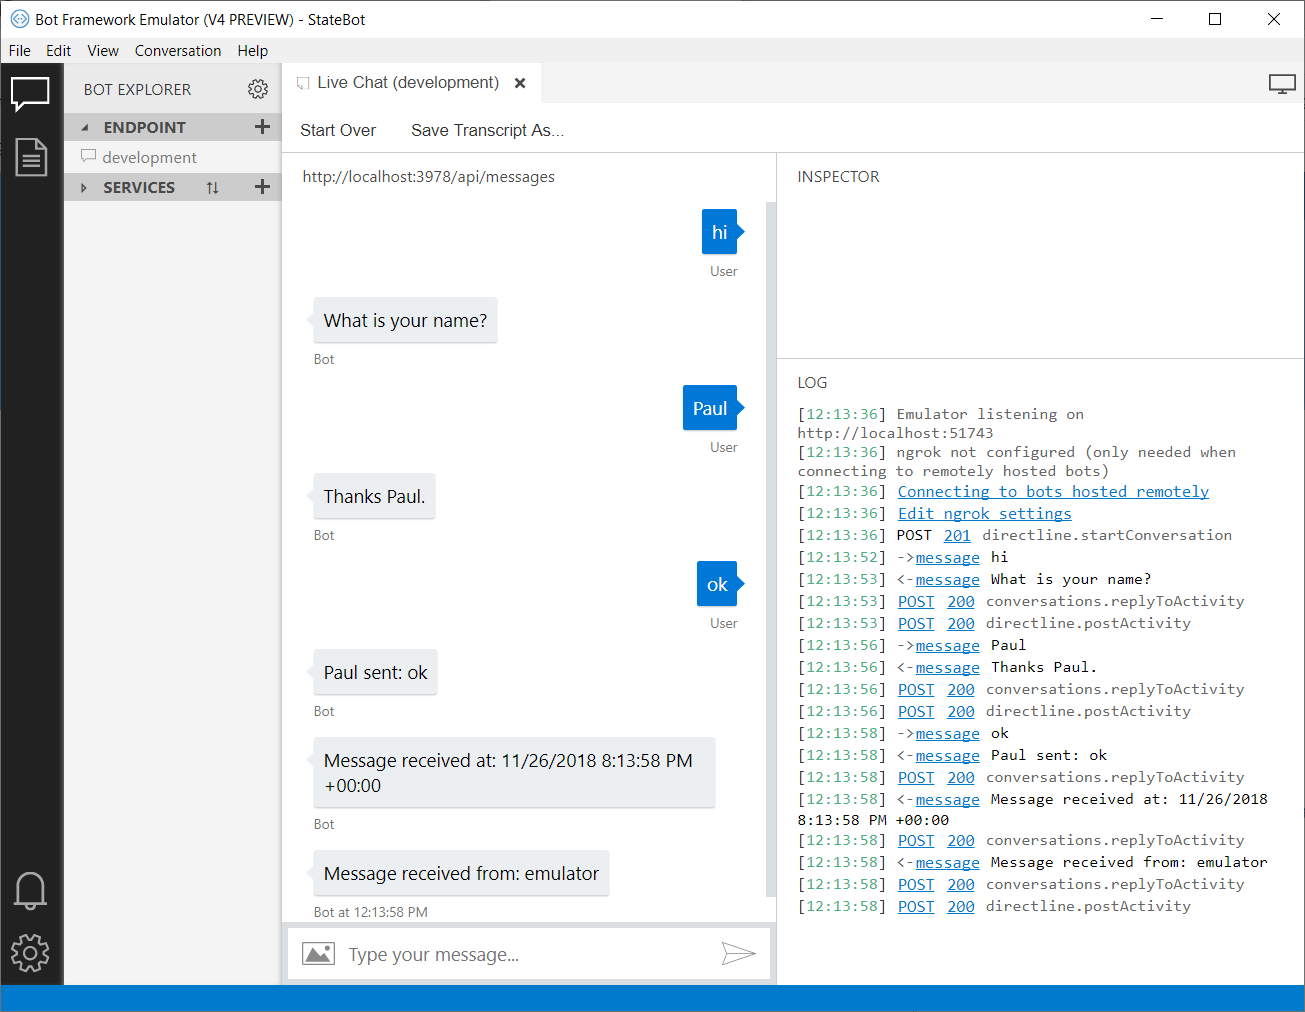 Bot Framework Emulator (V4 PREVIEW) - StateBot
File Edit View Conversation Help
BOT EXPLORER
ENDPOINT
development
SERVICES
Live Chat (development)
Start Over Save Transcript As...
http://localhost:3978/api/messages
hi
User
What is your name?
Bot
Paul
User
Thanks Paul.
Bot
ok
User
Paul sent: ok
Bot
Message received at: 11/26/2018 8:13:58 PM
+00:00
Bot
Message received from: emulator
Bot at 12:13:58 PM
Type your message...
INSPECTOR
LOG
[12:13:36] Emulator listening on
http://localhost:51743
[12:13:36] ngrok not configured (only needed when
connecting to remotely hosted bots)
[12:13:36] Connecting to bots hosted remotely
[12:13:36] Edit ngrok settings
[12:13:36] POST 201 directline.startConversation
[12:13:52] ->message hi
[12:13:53] <-message What is your name?
[12:13:53] POST 200 conversations.replyToActivity
[12:13:53] POST 200 directline.postActivity
[12:13:56] ->message Paul
[12:13:56] <-message Thanks Paul.
[12:13:56] POST 200 conversations.replyToActivity
[12:13:56] POST 200 directline.postActivity
[12:13:58] ->message ok
[12:13:58] <-message Paul sent: ok
[12:13:58] POST 200 conversations.replyToActivity
[12:13:58] <-message Message received at: 11/26/2018
8:13:58 PM +00:00
[12:13:58] POST 200 conversations.replyToActivity
[12:13:58] <-message Message received from: emulator
[12:13:58] POST 200 conversations.replyToActivity
[12:13:58] POST 200 directline.postActivity